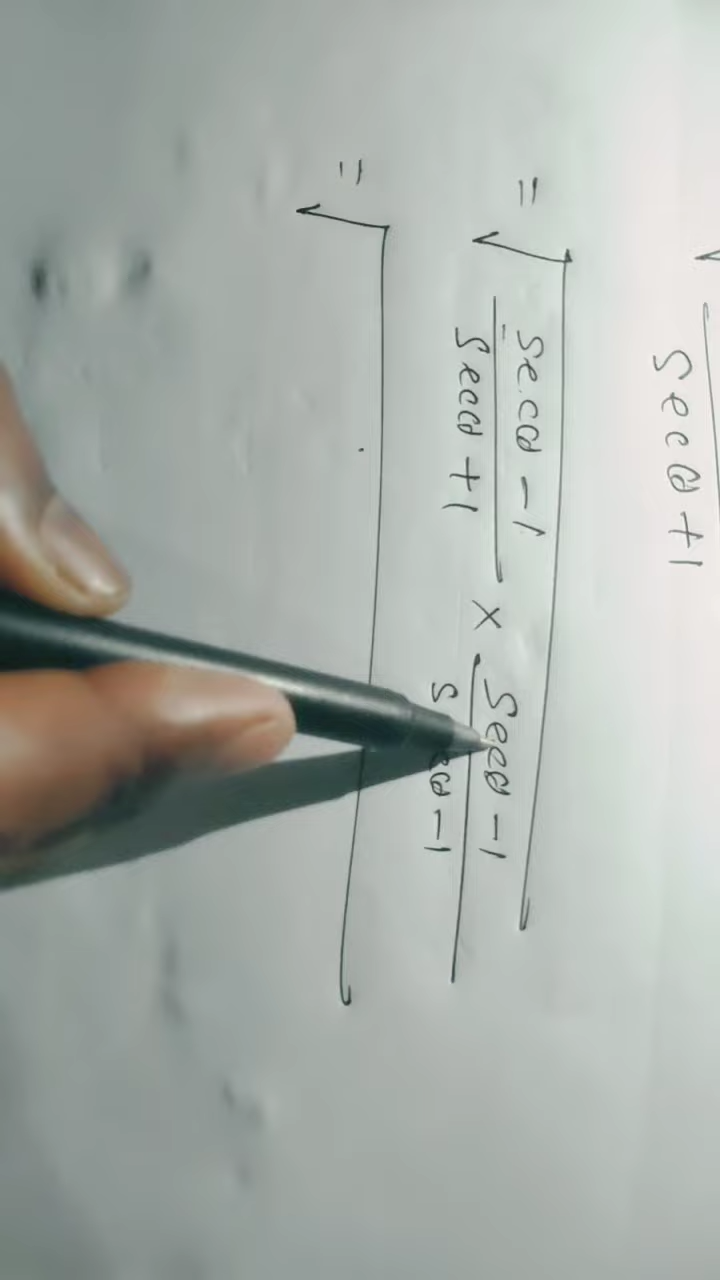 √ secθ + 1
= √ secθ - 1 / secθ + 1 × secθ - 1 / secθ - 1
= √